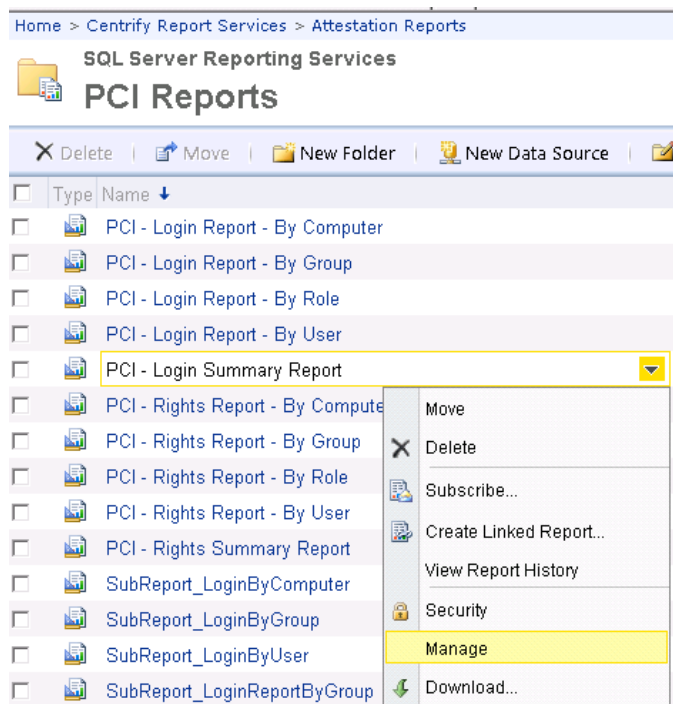 Home > Centrify Report Services > Attestation Reports
SQL Server Reporting Services
PCI Reports
Delete | Move | New Folder | New Data Source |
Type Name
PCI - Login Report - By Computer
PCI - Login Report - By Group
PCI - Login Report - By Role
PCI - Login Report - By User
PCI - Login Summary Report
PCI - Rights Report - By Compute
PCI - Rights Report - By Group
PCI - Rights Report - By Role
PCI - Rights Report - By User
PCI - Rights Summary Report
SubReport_LoginByComputer
SubReport_LoginByGroup
SubReport_LoginByUser
SubReport_LoginReportByGroup
Move
Delete
Subscribe...
Create Linked Report...
View Report History
Security
Manage
Download...